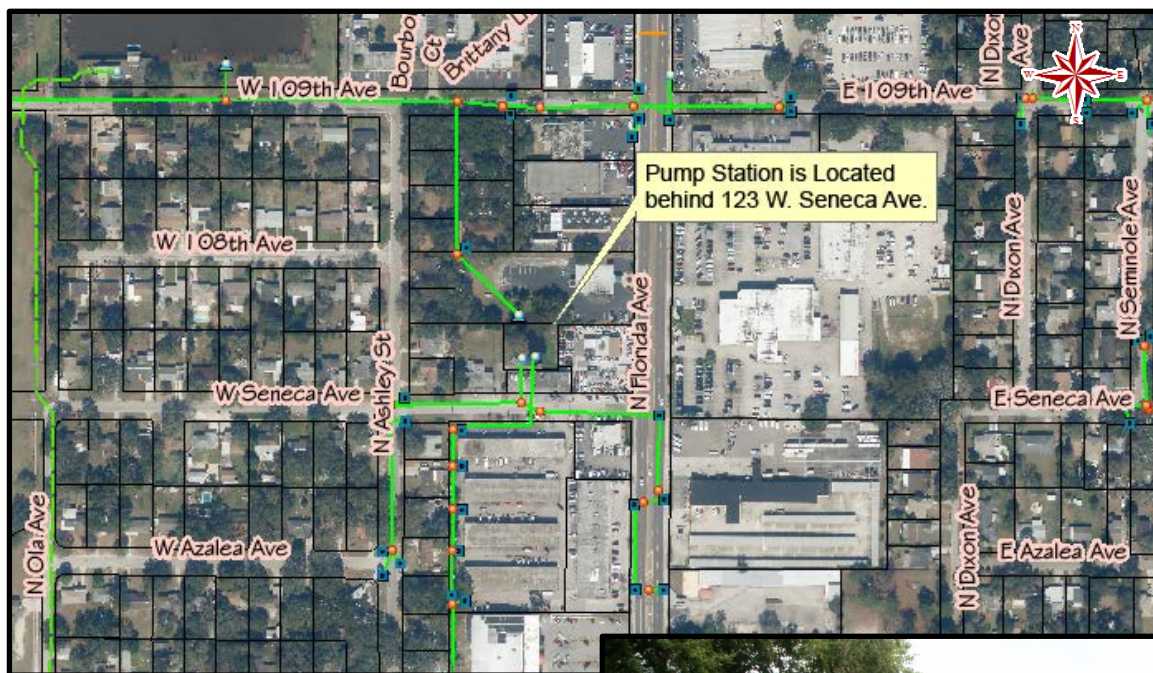 Bourbo
Ct
Brittany L
N Dixon
Ave
W 109th Ave
E 109th Ave
N
W E
S
Pump Station is Located
behind 123 W. Seneca Ave.
W 108th Ave
N Dixon Ave
N Seminole Ave
N Florida Ave
N Ashley St
W Seneca Ave
E Seneca Ave
N Ola Ave
W Azalea Ave
N Dixon Ave
E Azalea Ave